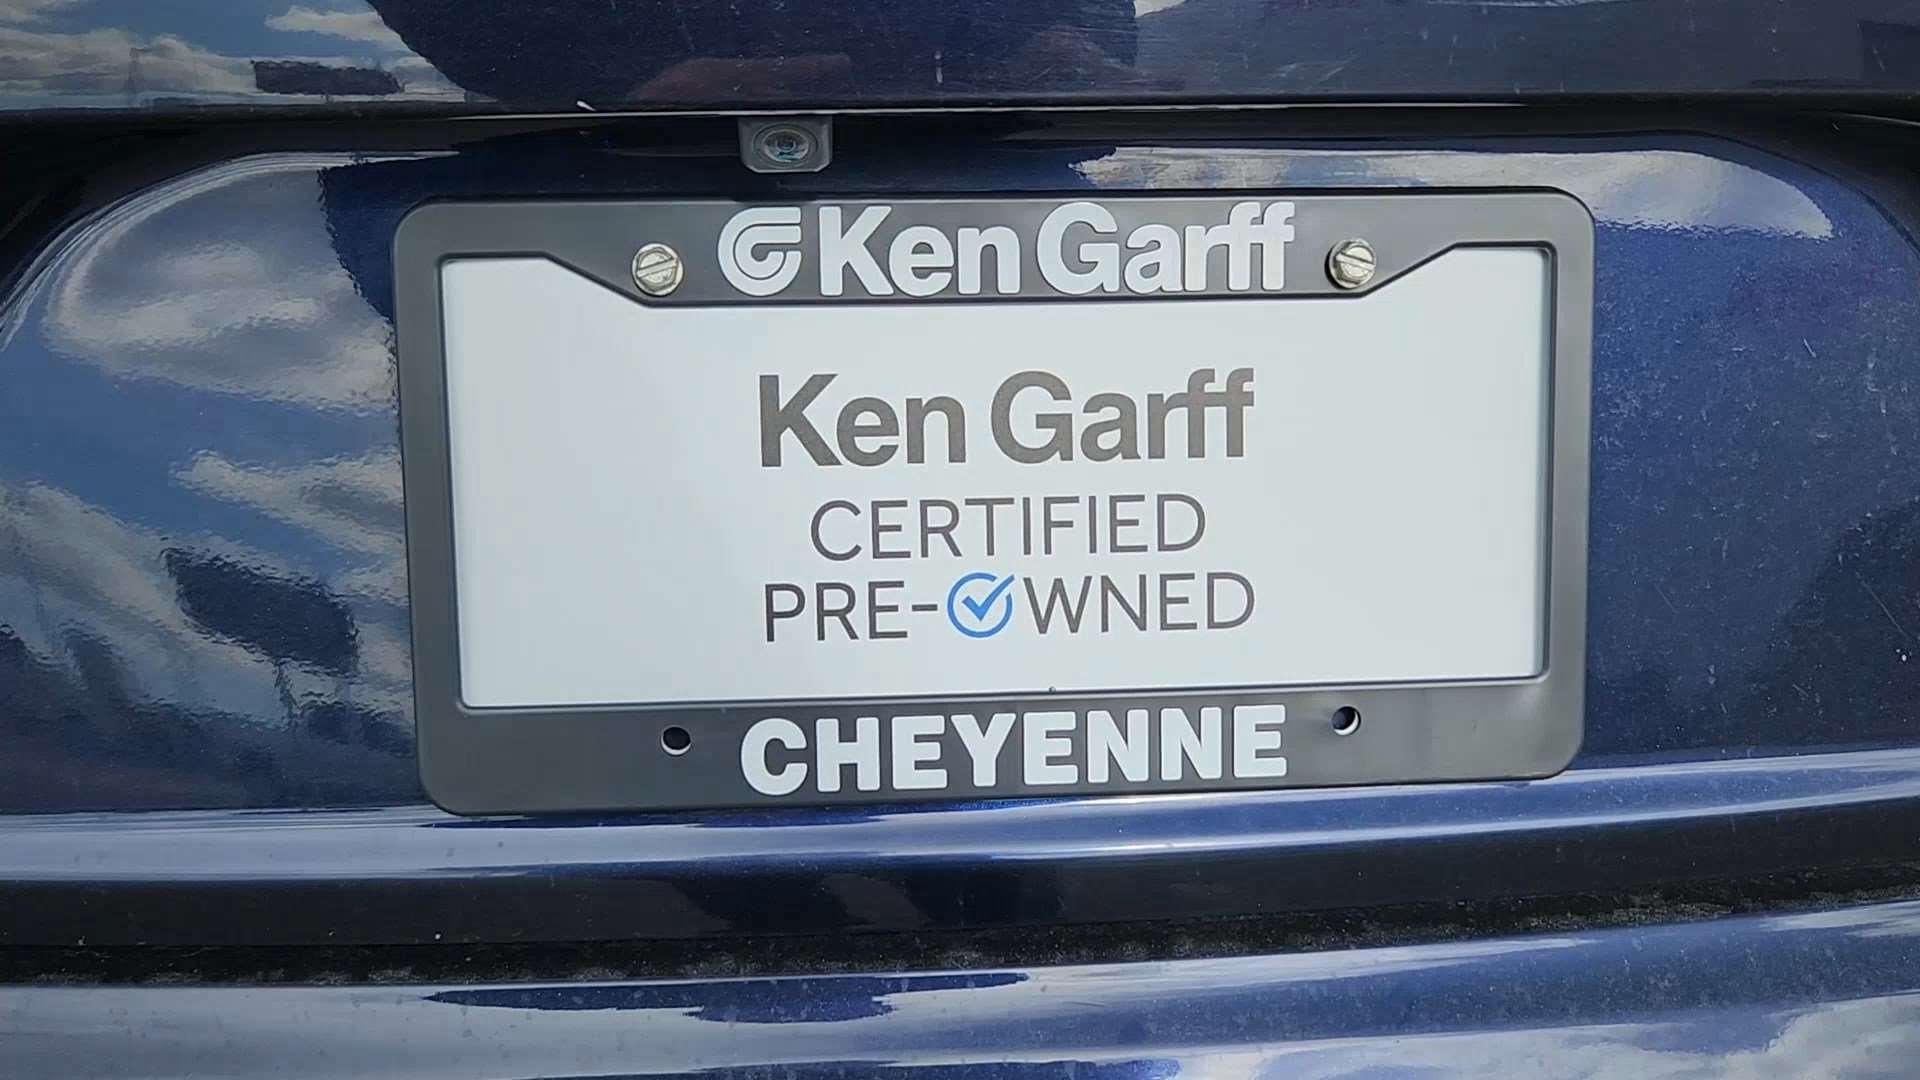 Ken Garff
Ken Garff
CERTIFIED
PRE-OWNED
CHEYENNE